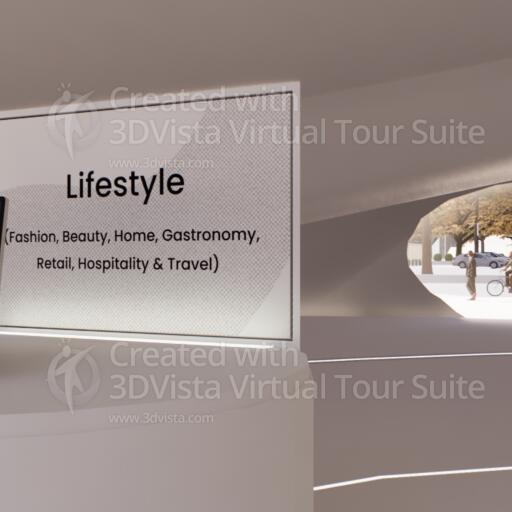 Created with
3DVista Virtual Tour Suite
www.3dvista.com
Lifestyle
(Fashion, Beauty, Home, Gastronomy,
Retail, Hospitality & Travel)
Created with
3DVista Virtual Tour Suite
www.3dvista.com